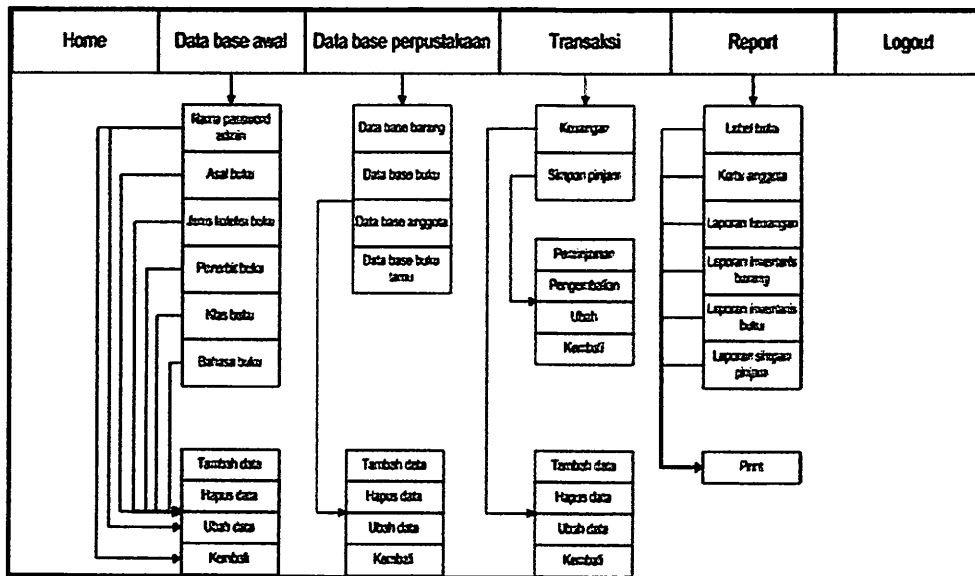 Home
Data base awal
Data base perpustakaan
Transaksi
Report
Logout
Nama password
admin
Asal buku
Jenis koleksi buku
Penerbit buku
Klas buku
Bahasa buku
Tambah data
Hapus data
Ubah data
Kembali
Data base barang
Data base buku
Data base anggota
Data base buku
tamu
Tambah data
Hapus data
Ubah data
Kembali
Keuangan
Simpan pinjam
Peminjaman
Pengembalian
Ubah
Kembali
Tambah data
Hapus data
Ubah data
Kembali
Label buku
Kartu anggota
Laporan keuangan
Laporan inventaris
barang
Laporan inventaris
buku
Laporan simpan
pinjam
Print